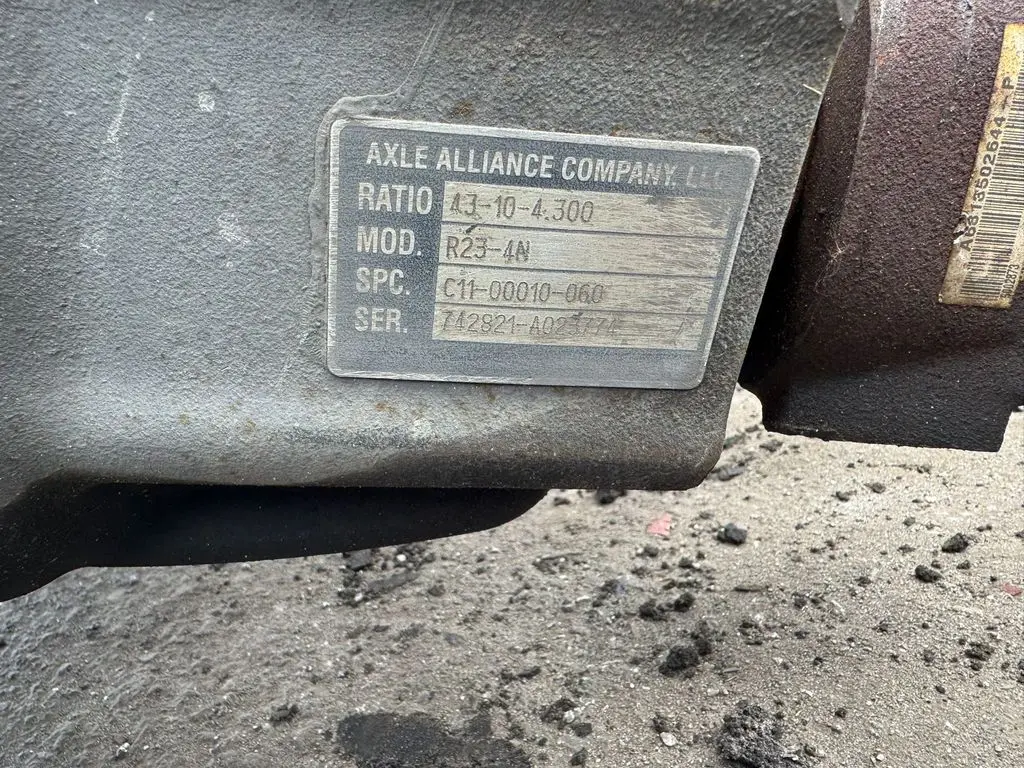 AXLE ALLIANCE COMPANY, LLC
RATIO 43-10-4.300
MOD. R23-4N
SPC. C11-00010-060
SER.